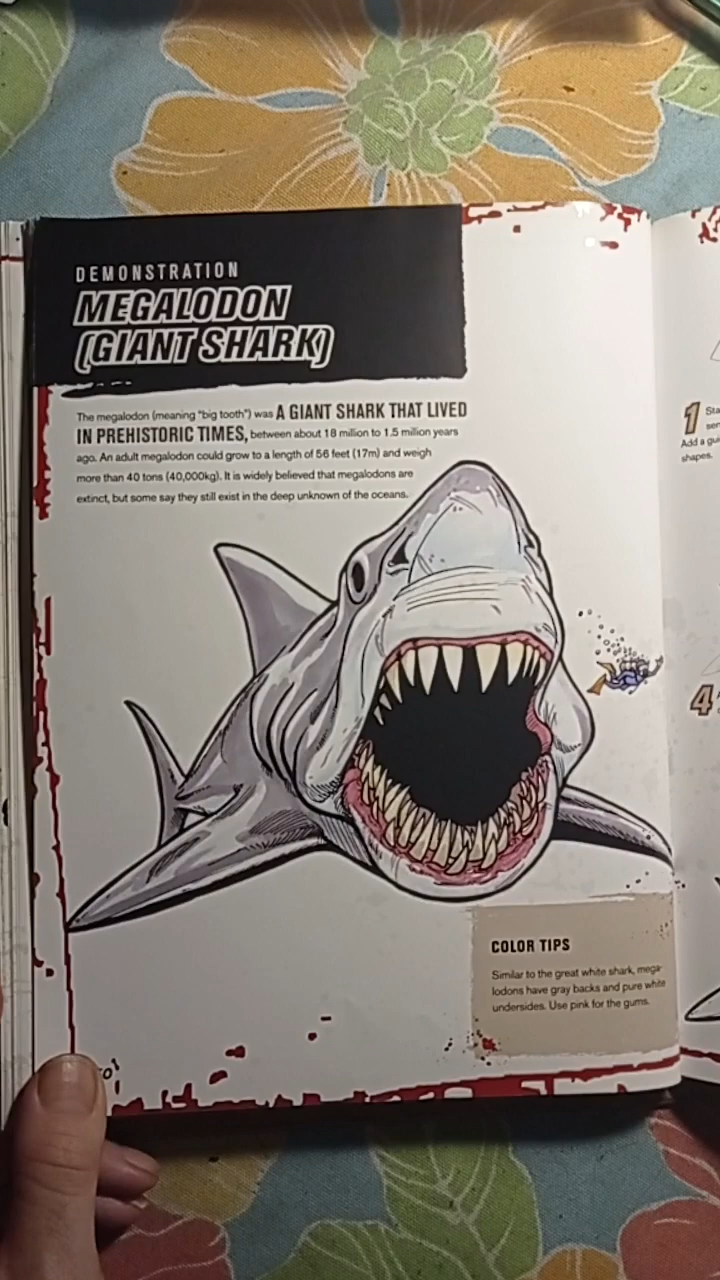 DEMONSTRATION
MEGALODON
(GIANT SHARK)
The megalodon (meaning "big tooth") was A GIANT SHARK THAT LIVED
IN PREHISTORIC TIMES, between about 18 million to 1.5 million years
ago. An adult megalodon could grow to a length of 56 feet (17m) and weigh
more than 40 tons (40,000kg). It is widely believed that megalodons are
extinct, but some say they still exist in the deep unknown of the oceans.
COLOR TIPS
Similar to the great white shark, mega-
lodons have gray backs and pure white
undersides. Use pink for the gums.
1
Add a
shapes.
4